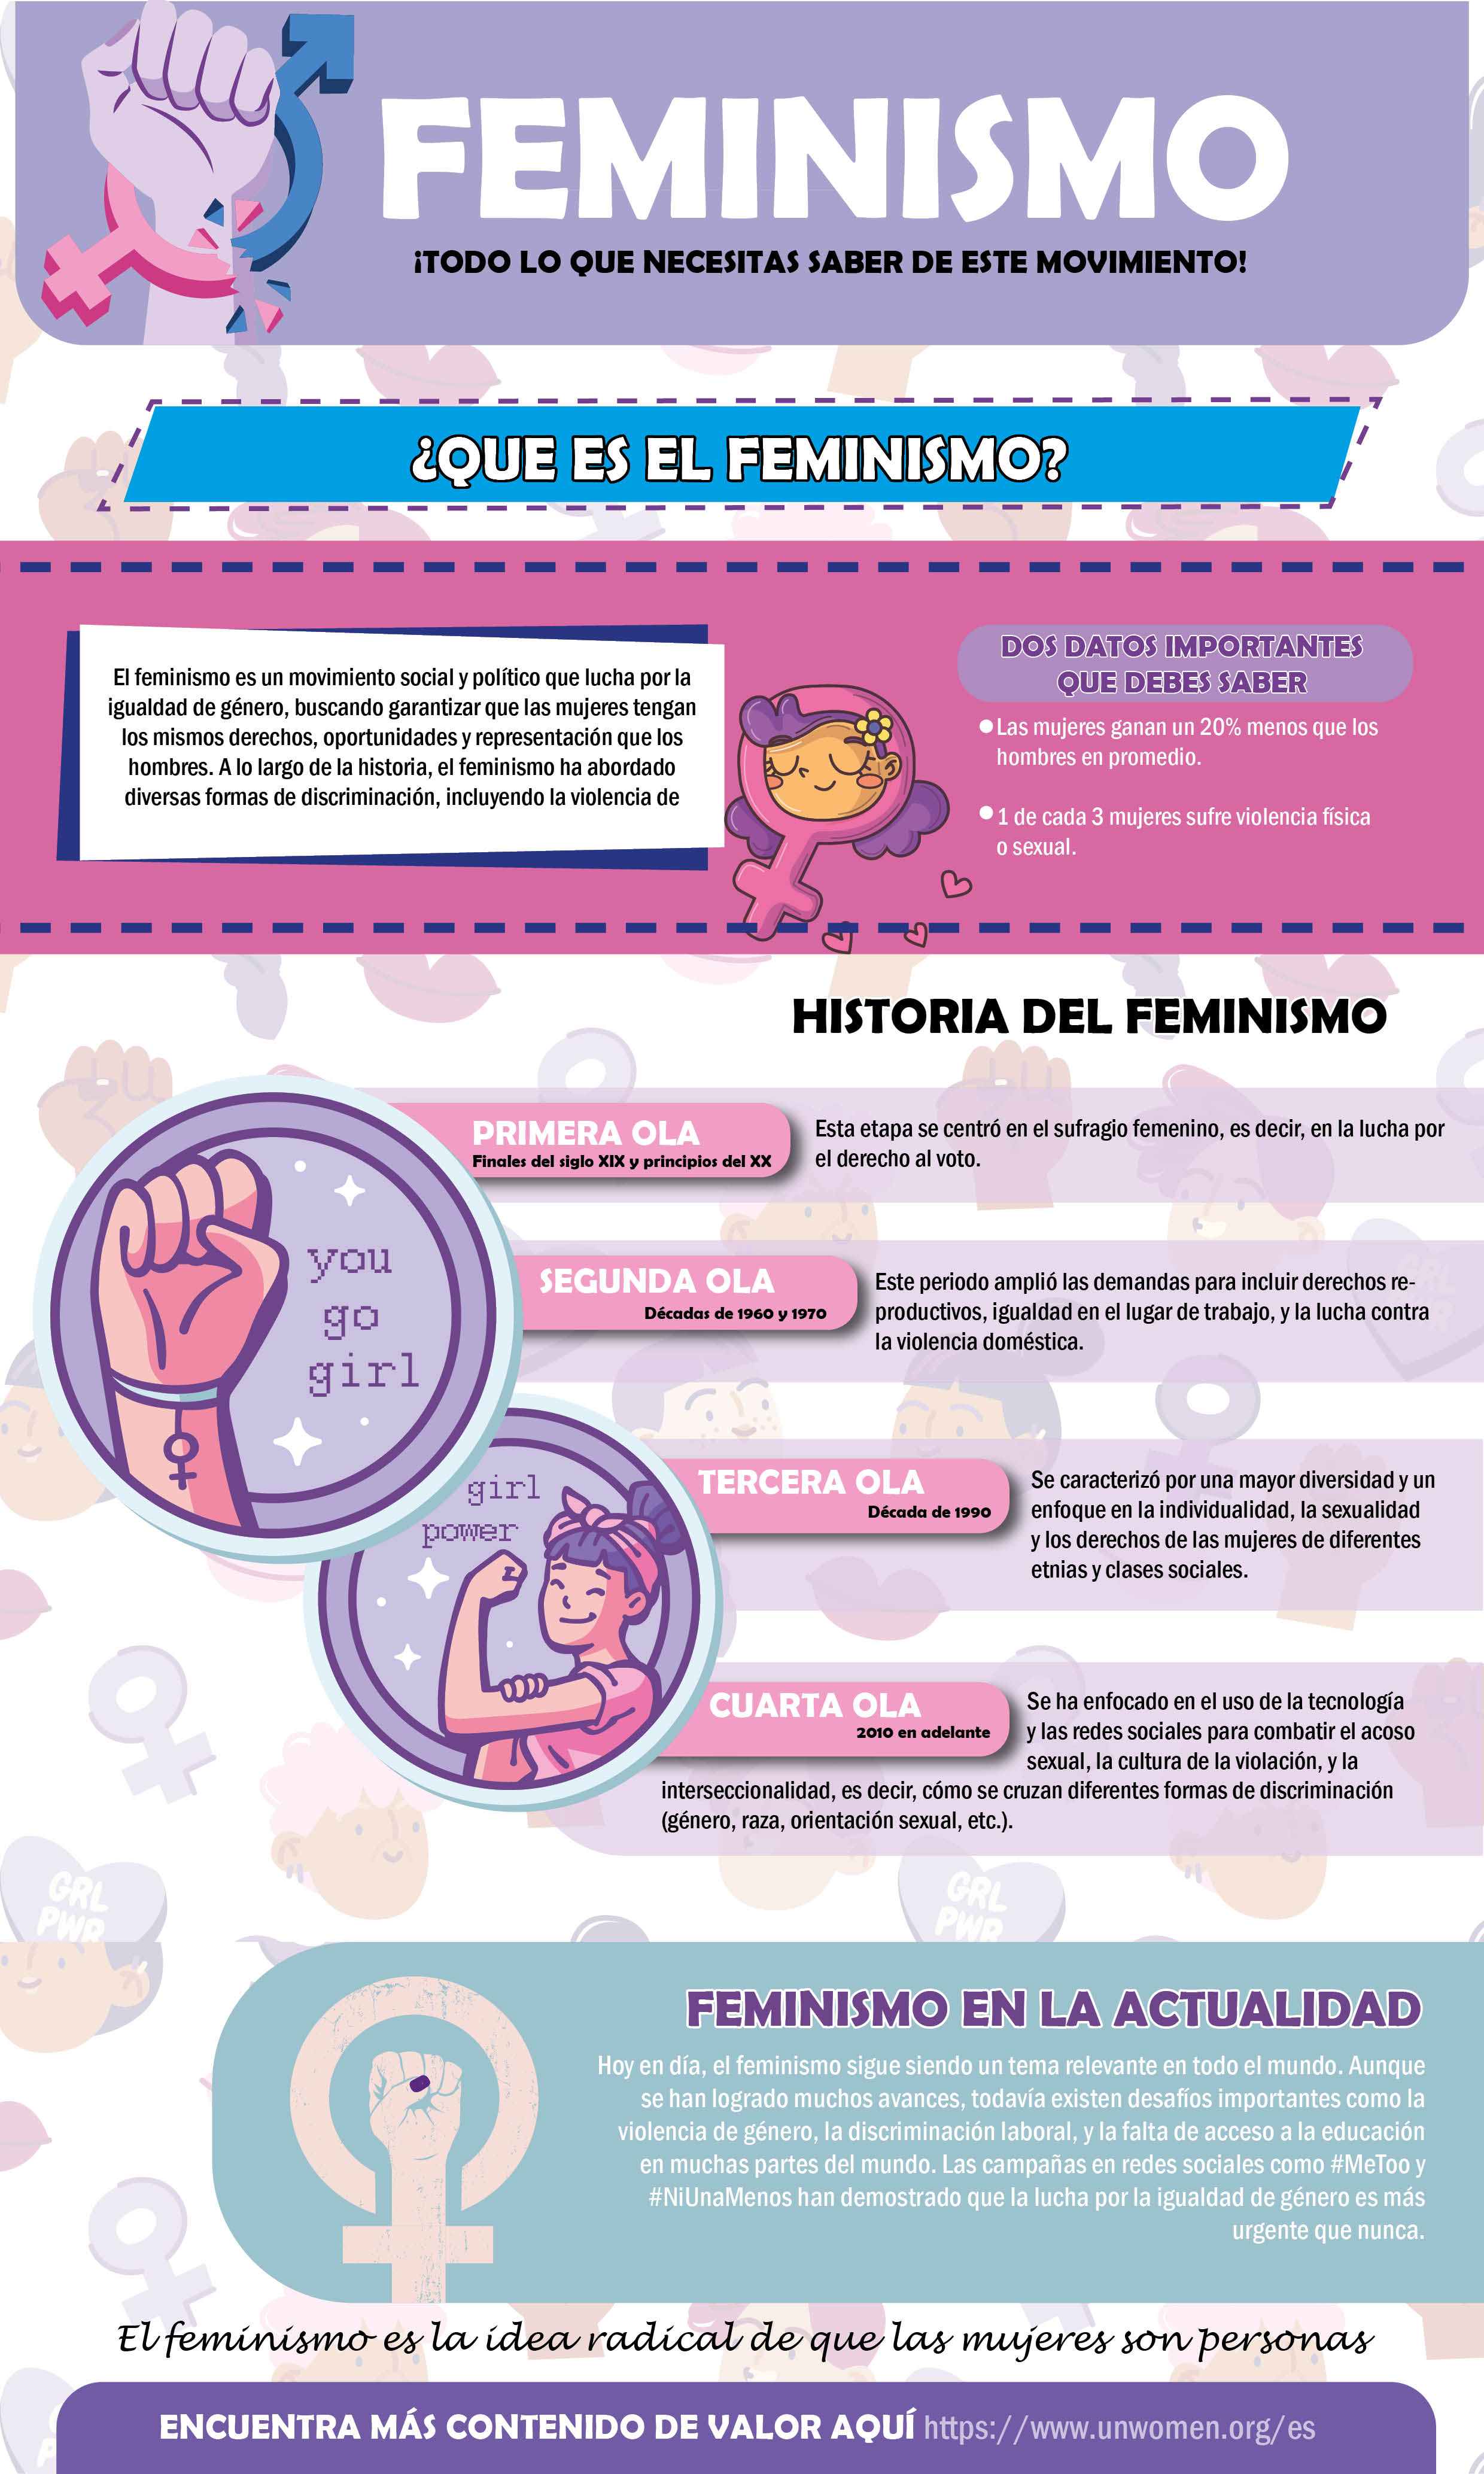 FEMINISMO
¡TODO LO QUE NECESITAS SABER DE ESTE MOVIMIENTO!
¿QUE ES EL FEMINISMO?
El feminismo es un movimiento social y político que lucha por la
igualdad de género, buscando garantizar que las mujeres tengan
los mismos derechos, oportunidades y representación que los
hombres. A lo largo de la historia, el feminismo ha abordado
diversas formas de discriminación, incluyendo la violencia de
DOS DATOS IMPORTANTES
QUE DEBES SABER
Las mujeres ganan un 20% menos que los
hombres en promedio.
1 de cada 3 mujeres sufre violencia física
o sexual.
HISTORIA DEL FEMINISMO
you
go
girl
girl
power
PRIMERA OLA
Finales del siglo XIX y principios del XX
Esta etapa se centró en el sufragio femenino, es decir, en la lucha por
el derecho al voto.
SEGUNDA OLA
Décadas de 1960 y 1970
Este periodo amplió las demandas para incluir derechos re-
productivos, igualdad en el lugar de trabajo, y la lucha contra
la violencia doméstica.
TERCERA OLA
Década de 1990
Se caracterizó por una mayor diversidad y un
enfoque en la individualidad, la sexualidad
y los derechos de las mujeres de diferentes
etnias y clases sociales.
CUARTA OLA
2010 en adelante
Se ha enfocado en el uso de la tecnología
y las redes sociales para combatir el acoso
sexual, la cultura de la violación, y la
interseccionalidad, es decir, cómo se cruzan diferentes formas de discriminación
(género, raza, orientación sexual, etc.).
GRL
PWR
GRL
PWR
FEMINISMO EN LA ACTUALIDAD
Hoy en día, el feminismo sigue siendo un tema relevante en todo el mundo. Aunque
se han logrado muchos avances, todavía existen desafíos importantes como la
violencia de género, la discriminación laboral, y la falta de acceso a la educación
en muchas partes del mundo. Las campañas en redes sociales como #MeToo y
#NiUnaMenos han demostrado que la lucha por la igualdad de género es más
urgente que nunca.
El feminismo es la idea radical de que las mujeres son personas
ENCUENTRA MÁS CONTENIDO DE VALOR AQUÍ https://www.unwomen.org/es